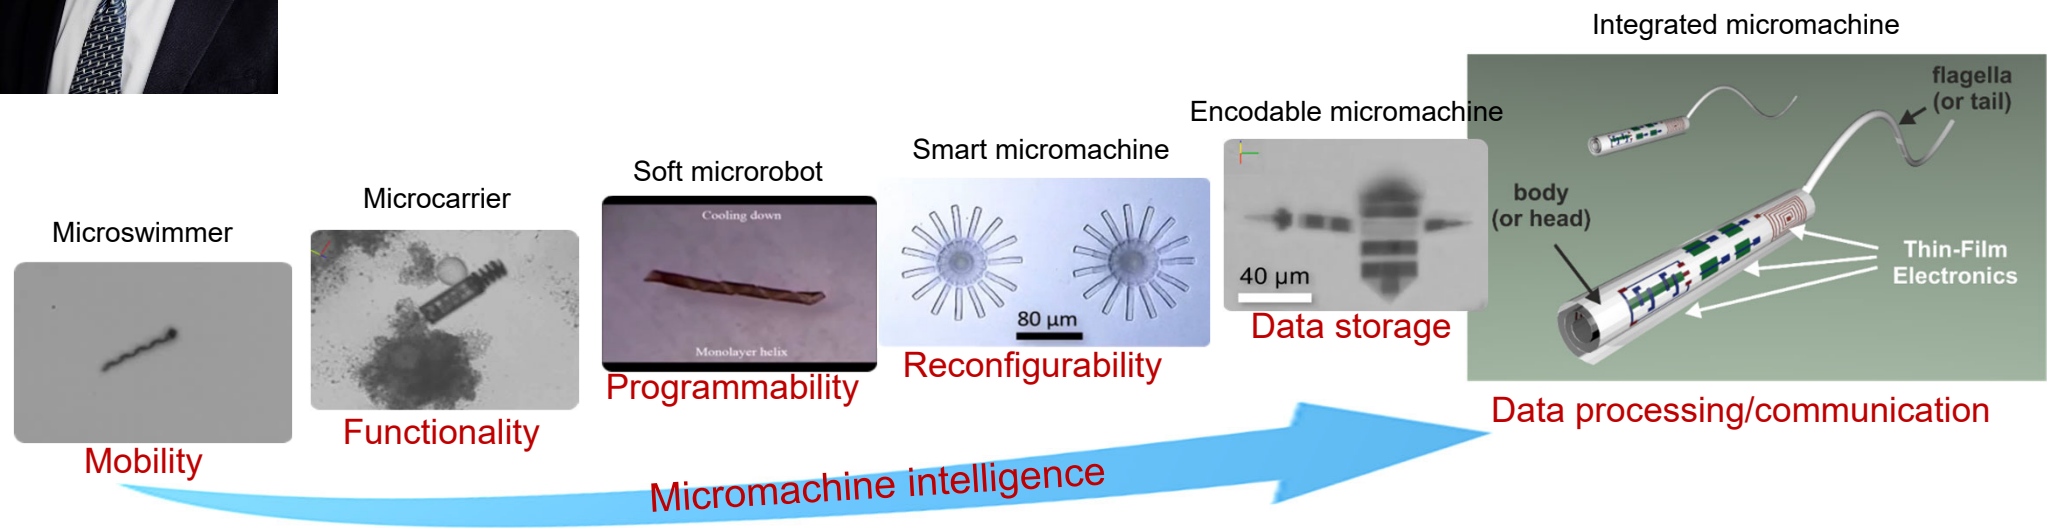 Integrated micromachine
flagella
(or tail)
body
(or head)
Thin-Film
Electronics
Data processing/communication
Encodable micromachine
40 µm
Data storage
Smart micromachine
80 µm
Reconfigurability
Soft microrobot
Cooling down
Monolayer helix
Programmability
Microcarrier
Functionality
Microswimmer
Mobility
Micromachine intelligence